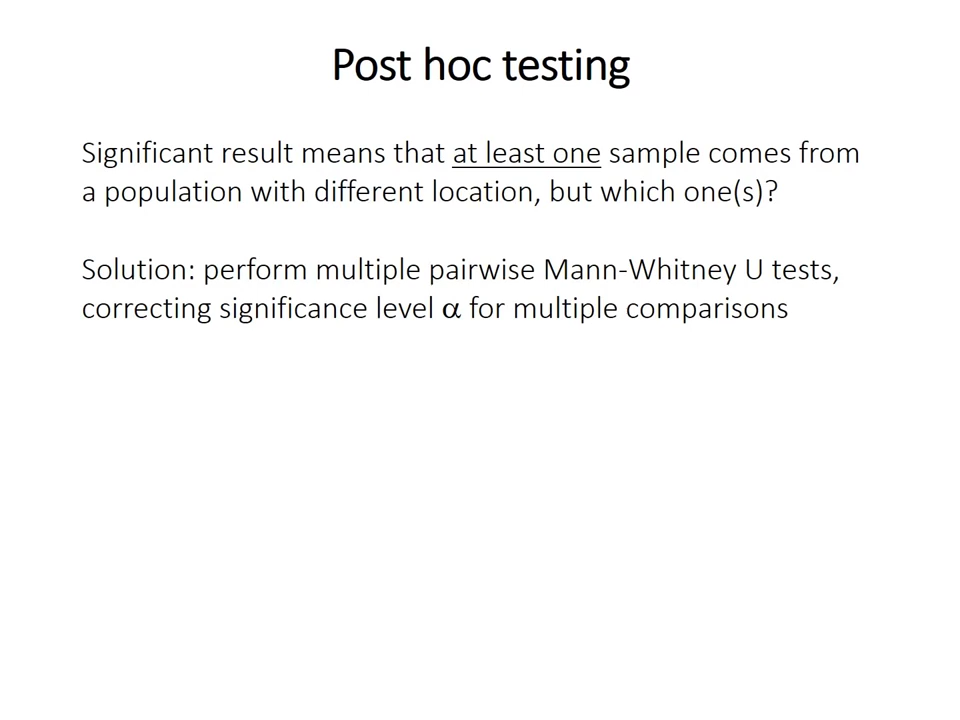 Post hoc testing
Significant result means that at least one sample comes from
a population with different location, but which one(s)?
Solution: perform multiple pairwise Mann-Whitney U tests,
correcting significance level α for multiple comparisons